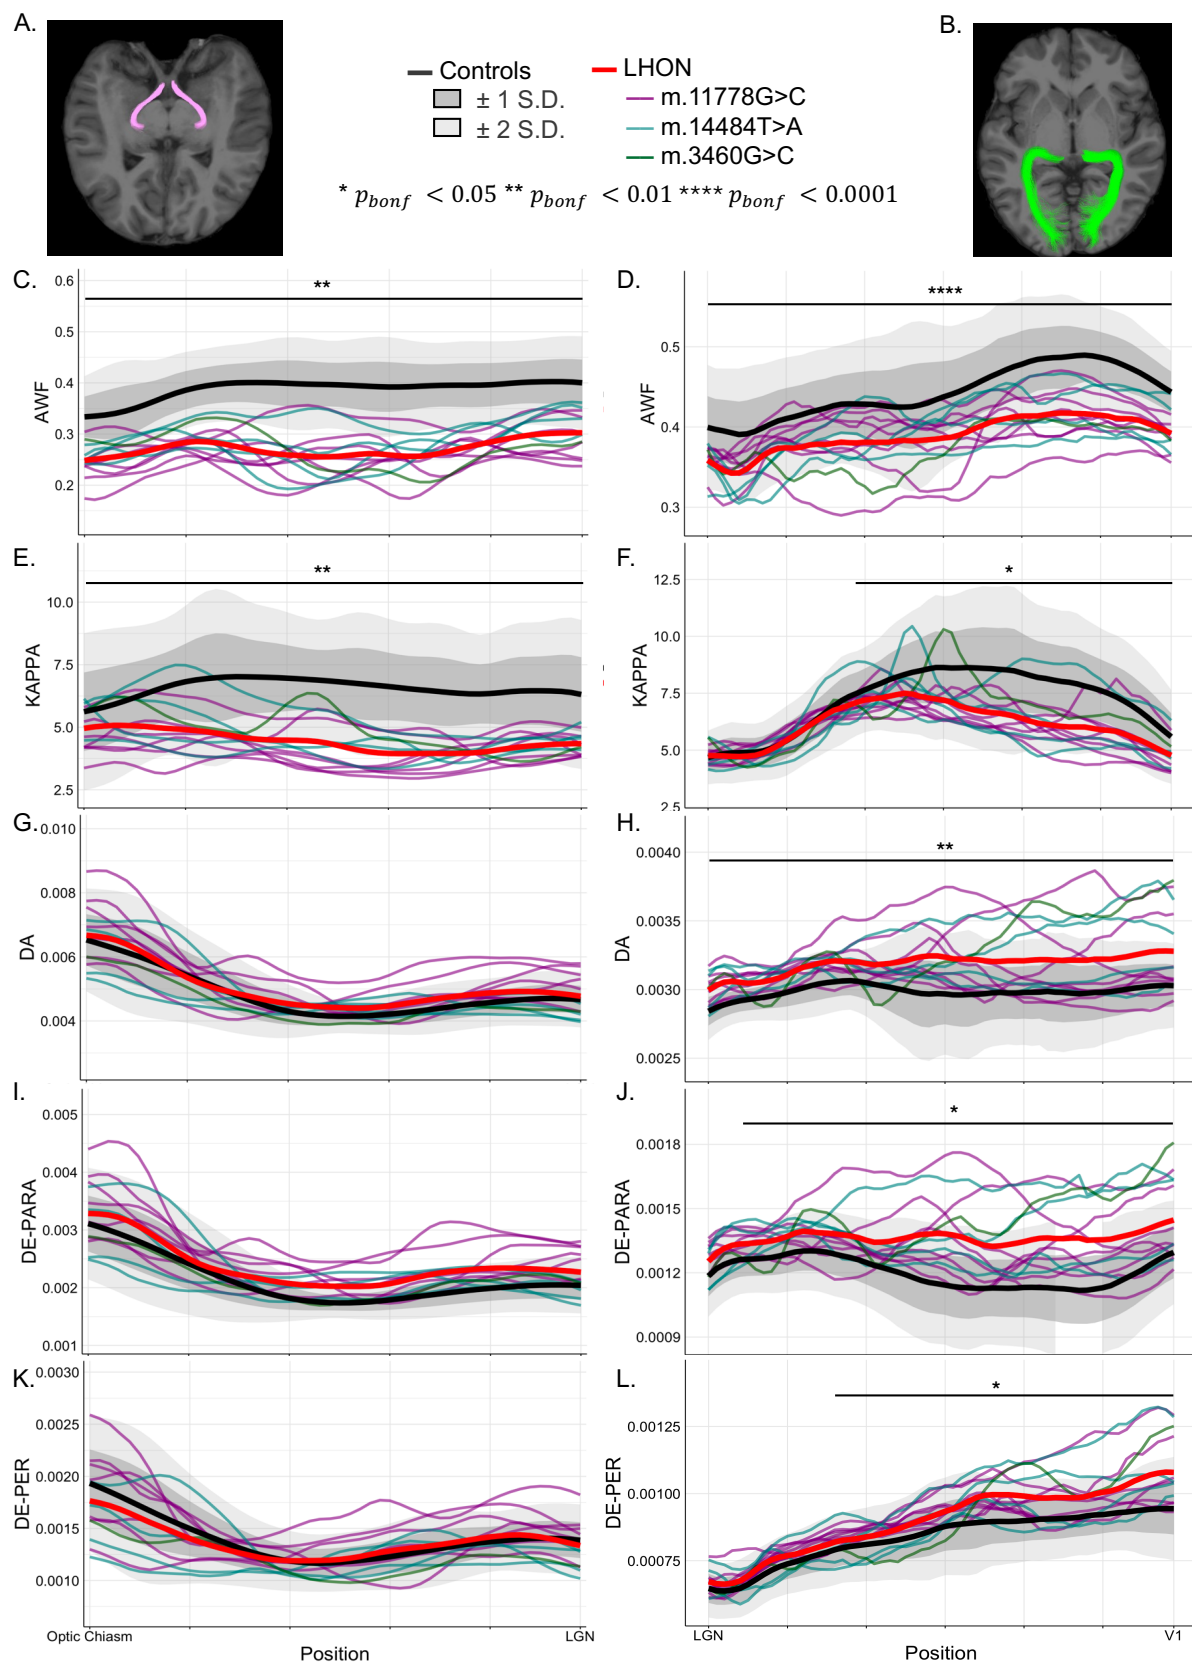 A.
B.
Controls
LHON
± 1 S.D.
m.11778G>C
± 2 S.D.
m.14484T>A
m.3460G>C
* p_bonf < 0.05 ** p_bonf < 0.01 **** p_bonf < 0.0001
C.
**
0.6
0.5
0.4
0.3
0.2
AWF
D.
****
0.5
0.4
0.3
AWF
E.
**
10.0
7.5
5.0
2.5
KAPPA
F.
*
12.5
10.0
7.5
5.0
2.5
KAPPA
G.
0.010
0.008
0.006
0.004
DA
H.
**
0.0040
0.0035
0.0030
0.0025
DA
I.
0.005
0.004
0.003
0.002
0.001
DE-PARA
J.
*
0.0018
0.0015
0.0012
0.0009
DE-PARA
K.
0.0030
0.0025
0.0020
0.0015
0.0010
DE-PER
Optic Chiasm
LGN
Position
L.
*
0.00125
0.00100
0.00075
DE-PER
LGN
V1
Position